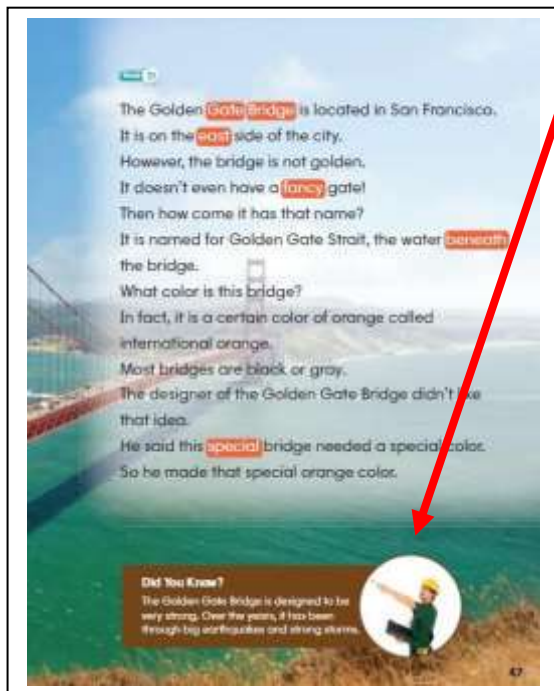 The Golden Gate Bridge is located in San Francisco.
It is on the east side of the city.
However, the bridge is not golden.
It doesn't even have a fancy gate!
Then how come it has that name?
It is named for Golden Gate Strait, the water beneath
the bridge.
What color is this bridge?
In fact, it is a certain color of orange called
international orange.
Most bridges are black or gray.
The designer of the Golden Gate Bridge didn't like
that idea.
He said this special bridge needed a special color.
So he made that special orange color.
Did You Know?
The Golden Gate Bridge is designed to be
very strong. Over the years, it has been
through big earthquakes and strong storms.
47